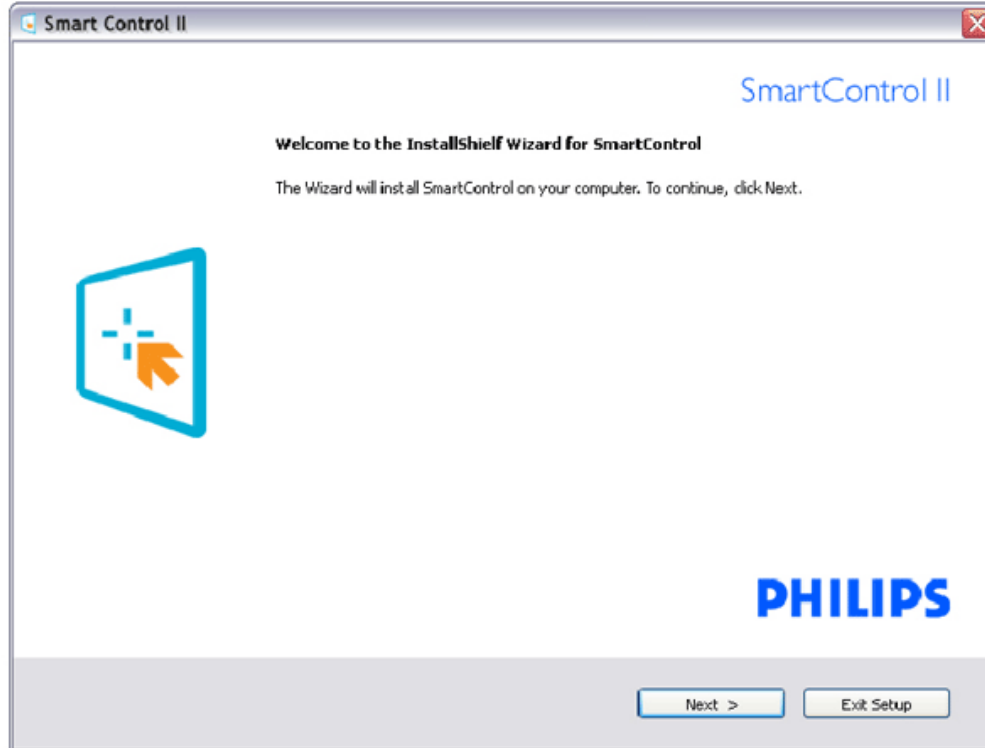 Smart Control II
SmartControl II
Welcome to the InstallShielf Wizard for SmartControl
The Wizard will install SmartControl on your computer. To continue, click Next.
PHILIPS
Next >
Exit Setup